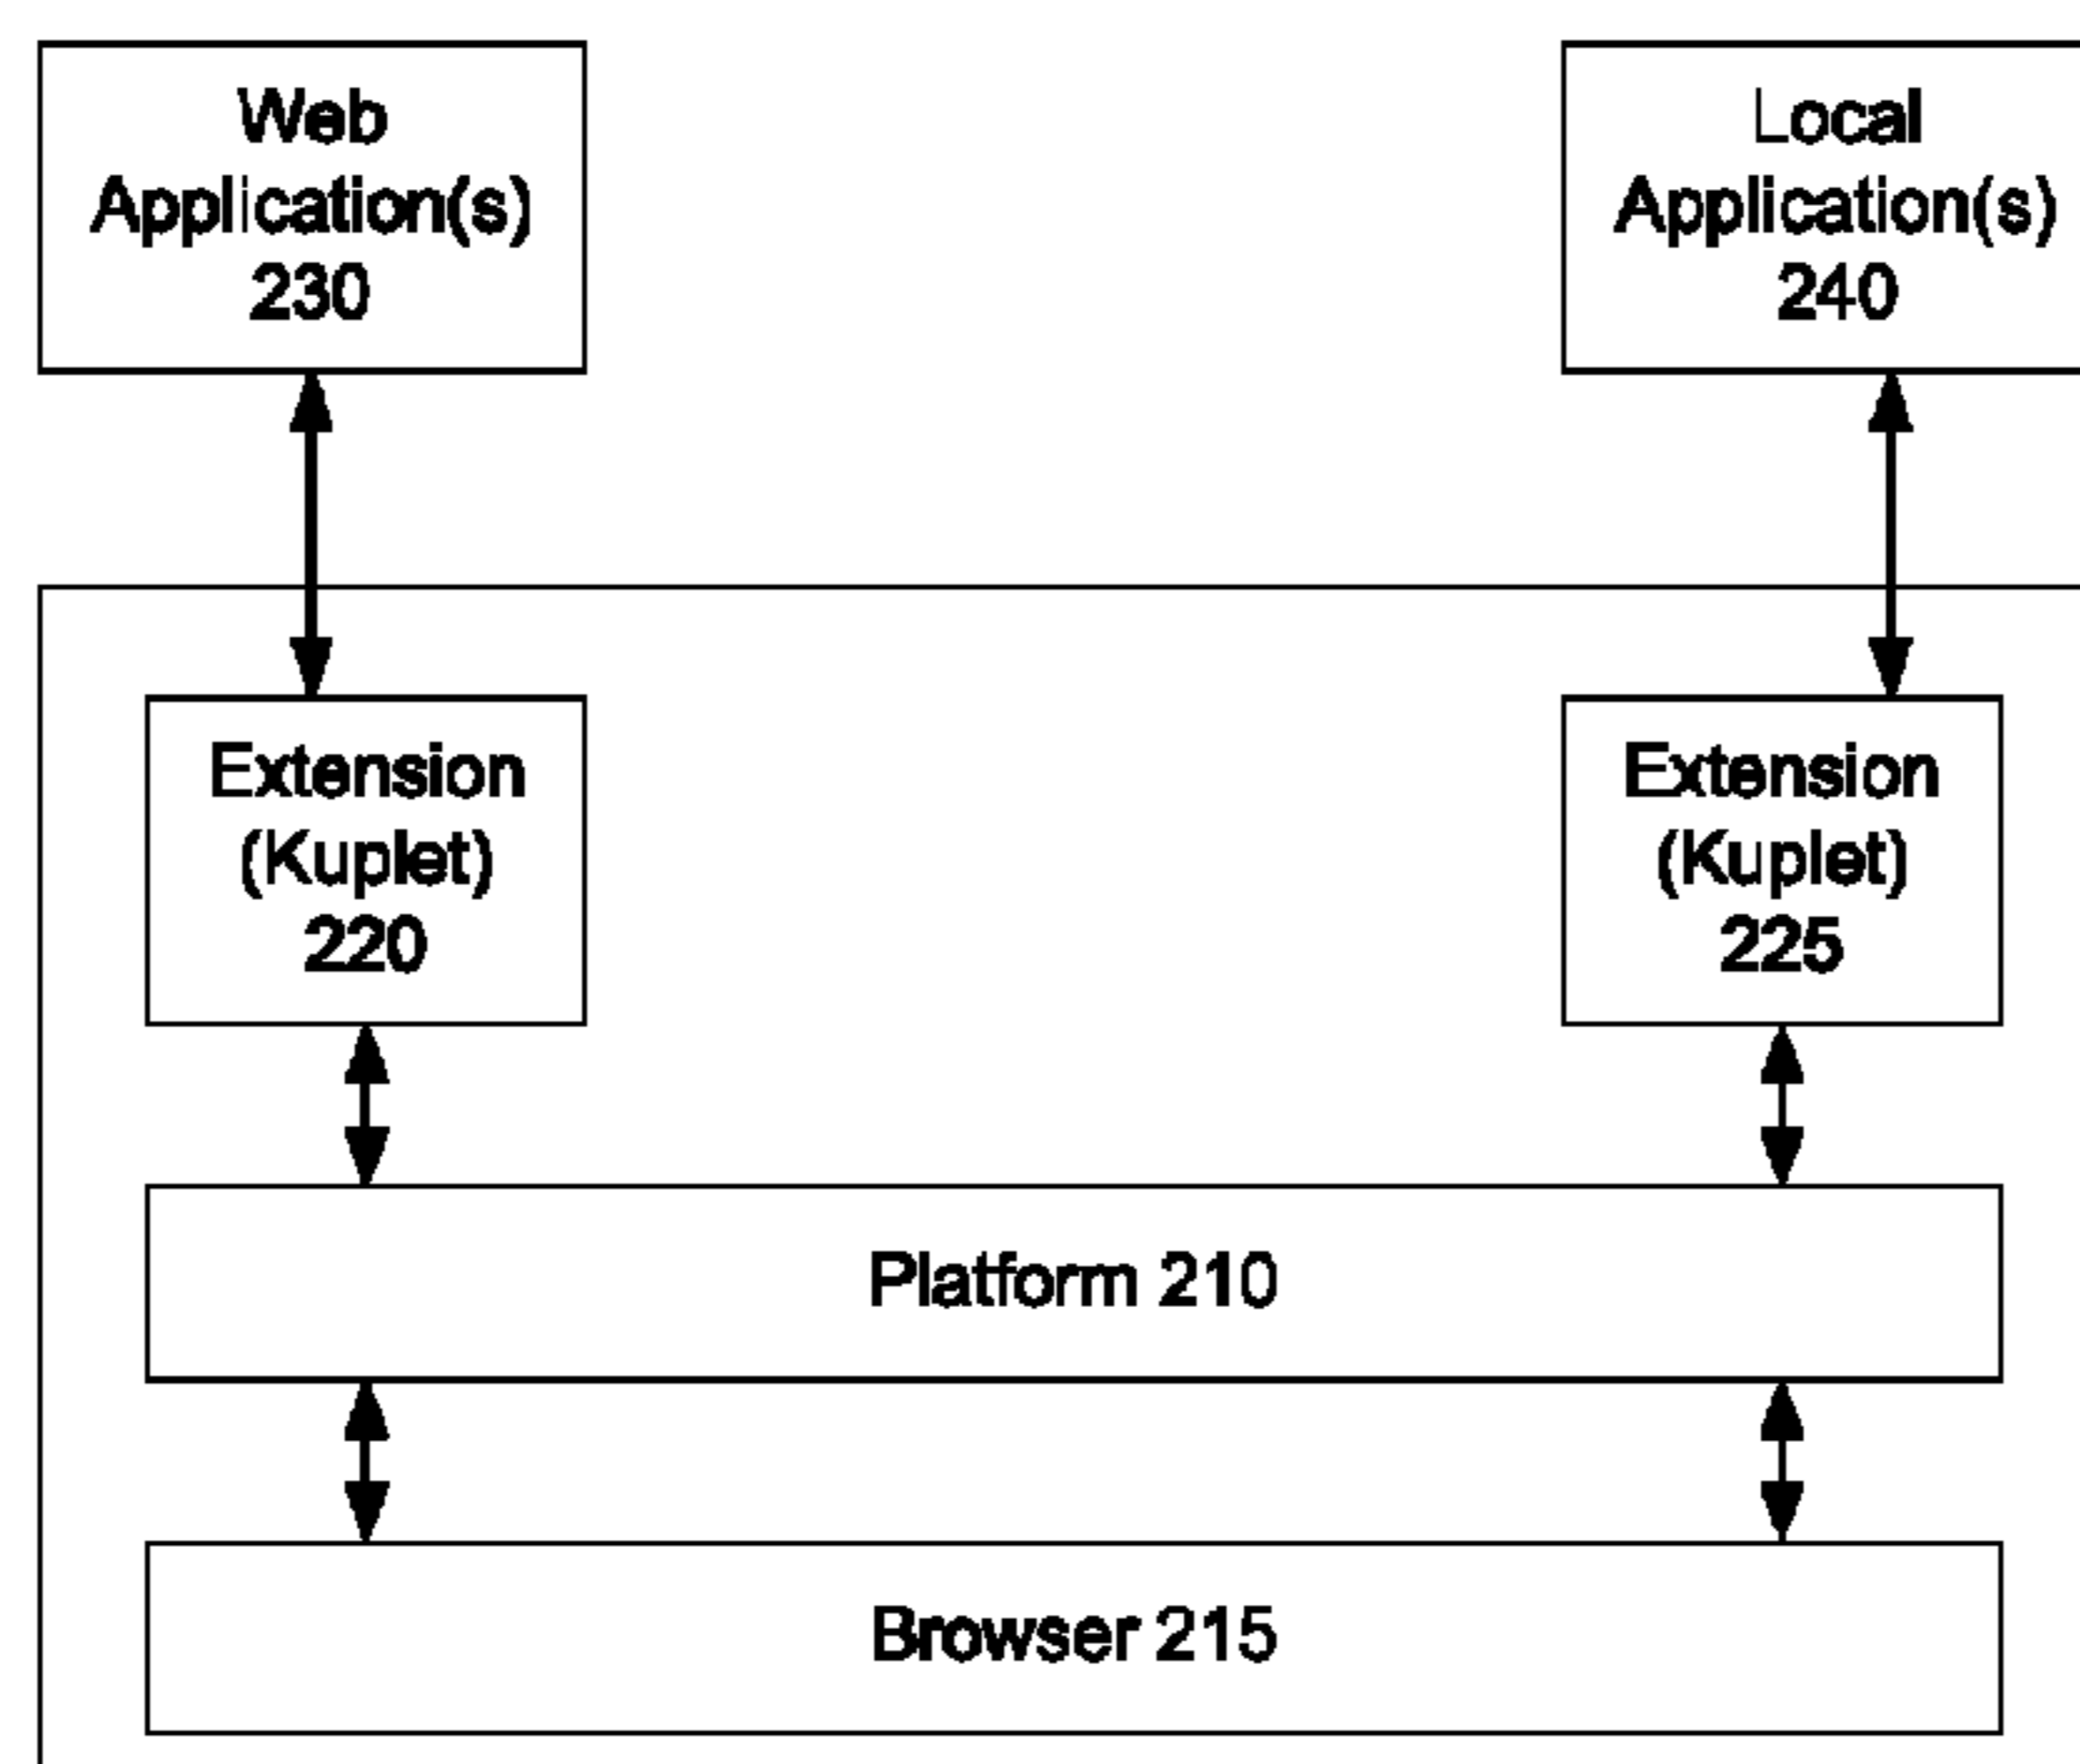 Web
Application(s)
230
Local
Application(s)
240
Extension
(Kuplet)
220
Extension
(Kuplet)
225
Platform 210
Browser 215